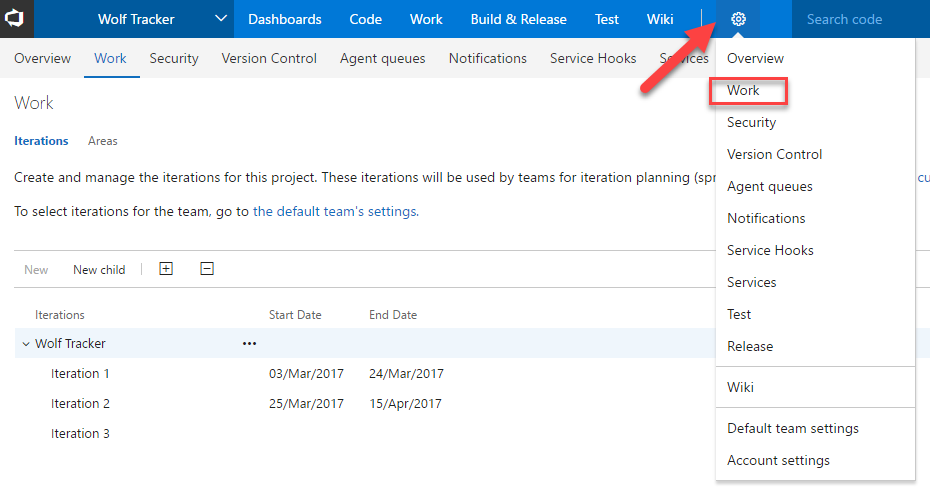 Wolf Tracker Dashboards Code Work Build & Release Test Wiki Search code
Overview Work Security Version Control Agent queues Notifications Service Hooks Services
Work
Iterations Areas
Create and manage the iterations for this project. These iterations will be used by teams for iteration planning (spr cu
To select iterations for the team, go to the default team's settings.
New New child
Iterations Start Date End Date
Wolf Tracker •••
Iteration 1 03/Mar/2017 24/Mar/2017
Iteration 2 25/Mar/2017 15/Apr/2017
Iteration 3
Overview
Work
Security
Version Control
Agent queues
Notifications
Service Hooks
Services
Test
Release
Wiki
Default team settings
Account settings